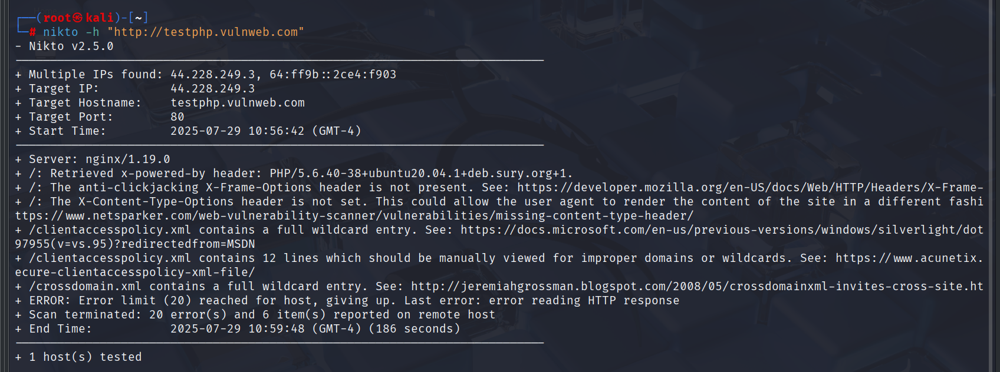 ┌──(root㉿kali)-[~]
└─# nikto -h "http://testphp.vulnweb.com"
- Nikto v2.5.0
---------------------------------------------------------------------------
+ Multiple IPs found: 44.228.249.3, 64:ff9b::2ce4:f903
+ Target IP:          44.228.249.3
+ Target Hostname:    testphp.vulnweb.com
+ Target Port:        80
+ Start Time:         2025-07-29 10:56:42 (GMT-4)
---------------------------------------------------------------------------
+ Server: nginx/1.19.0
+ /: Retrieved x-powered-by header: PHP/5.6.40-38+ubuntu20.04.1+deb.sury.org+1.
+ /: The anti-clickjacking X-Frame-Options header is not present. See: https://developer.mozilla.org/en-US/docs/Web/HTTP/Headers/X-Frame-
+ /: The X-Content-Type-Options header is not set. This could allow the user agent to render the content of the site in a different fashi
ttps://www.netsparker.com/web-vulnerability-scanner/vulnerabilities/missing-content-type-header/
+ /clientaccesspolicy.xml contains a full wildcard entry. See: https://docs.microsoft.com/en-us/previous-versions/windows/silverlight/dot
97955(v=vs.95)?redirectedfrom=MSDN
+ /clientaccesspolicy.xml contains 12 lines which should be manually viewed for improper domains or wildcards. See: https://www.acunetix.
ecure-clientaccesspolicy-xml-file/
+ /crossdomain.xml contains a full wildcard entry. See: http://jeremiahgrossman.blogspot.com/2008/05/crossdomainxml-invites-cross-site.ht
+ ERROR: Error limit (20) reached for host, giving up. Last error: error reading HTTP response
+ Scan terminated: 20 error(s) and 6 item(s) reported on remote host
+ End Time:           2025-07-29 10:59:48 (GMT-4) (186 seconds)
---------------------------------------------------------------------------
+ 1 host(s) tested